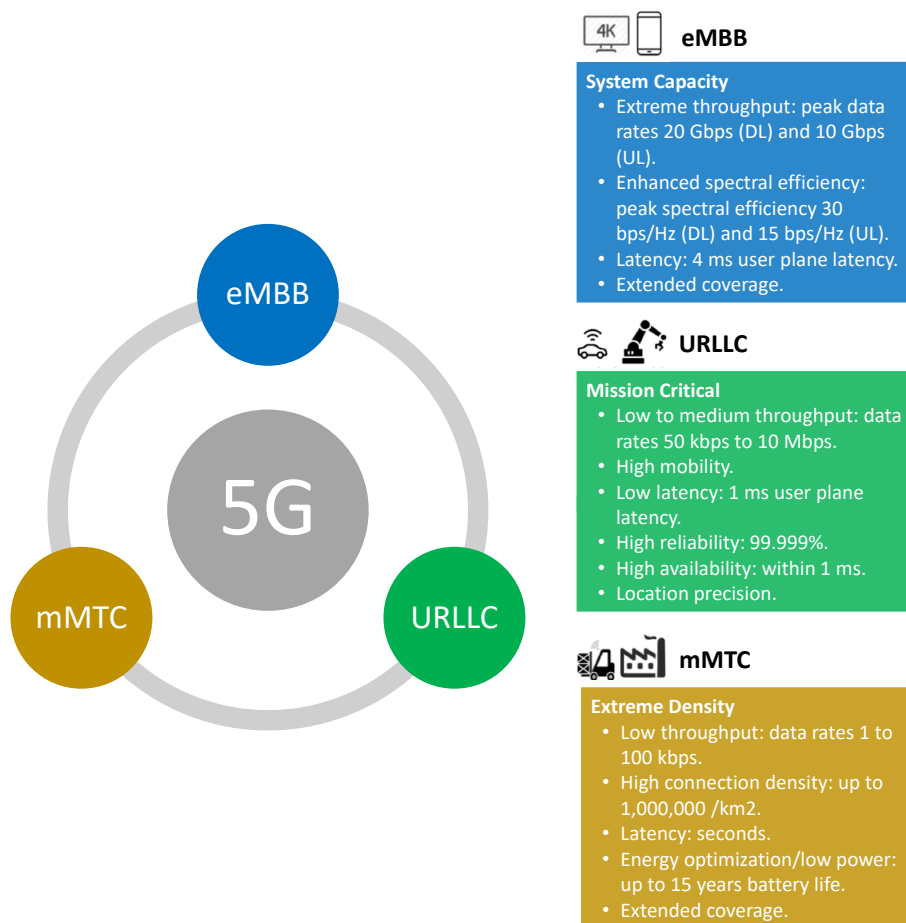 eMBB
5G
mMTC
URLLC
4K
eMBB
System Capacity
• Extreme throughput: peak data
rates 20 Gbps (DL) and 10 Gbps
(UL).
• Enhanced spectral efficiency:
peak spectral efficiency 30
bps/Hz (DL) and 15 bps/Hz (UL).
• Latency: 4 ms user plane latency.
• Extended coverage.
URLLC
Mission Critical
• Low to medium throughput: data
rates 50 kbps to 10 Mbps.
• High mobility.
• Low latency: 1 ms user plane
latency.
• High reliability: 99.999%.
• High availability: within 1 ms.
• Location precision.
mMTC
Extreme Density
• Low throughput: data rates 1 to
100 kbps.
• High connection density: up to
1,000,000 /km2.
• Latency: seconds.
• Energy optimization/low power:
up to 15 years battery life.
• Extended coverage.